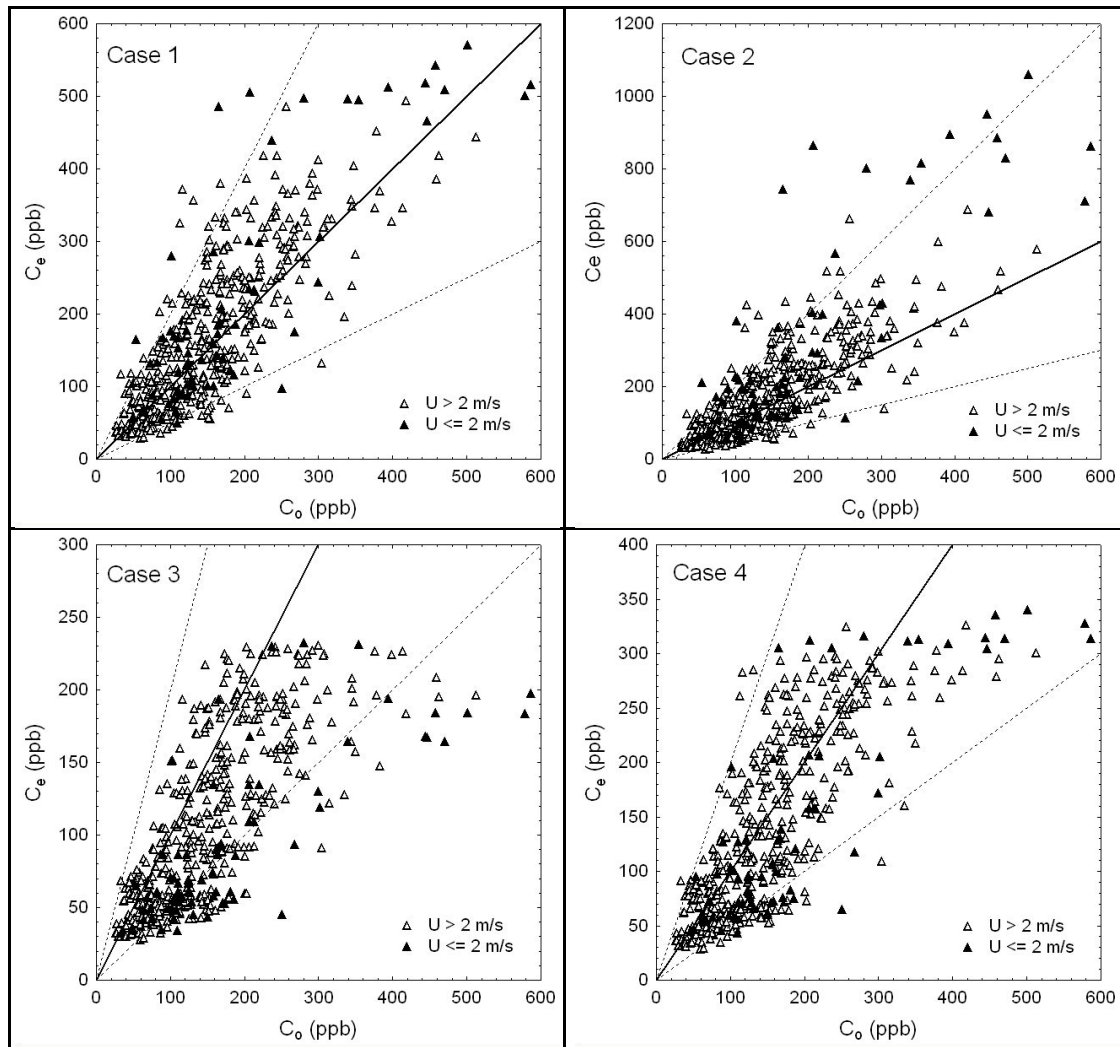 Case 1
600
500
400
300
200
100
0
Ce (ppb)
△ U > 2 m/s
▲ U <= 2 m/s
0 100 200 300 400 500 600
Co (ppb)
Case 2
1200
1000
800
600
400
200
0
Ce (ppb)
△ U > 2 m/s
▲ U <= 2 m/s
0 100 200 300 400 500 600
Co (ppb)
Case 3
300
250
200
150
100
50
0
Ce (ppb)
△ U > 2 m/s
▲ U <= 2 m/s
0 100 200 300 400 500 600
Co (ppb)
Case 4
400
350
300
250
200
150
100
50
0
Ce (ppb)
△ U > 2 m/s
▲ U <= 2 m/s
0 100 200 300 400 500 600
Co (ppb)